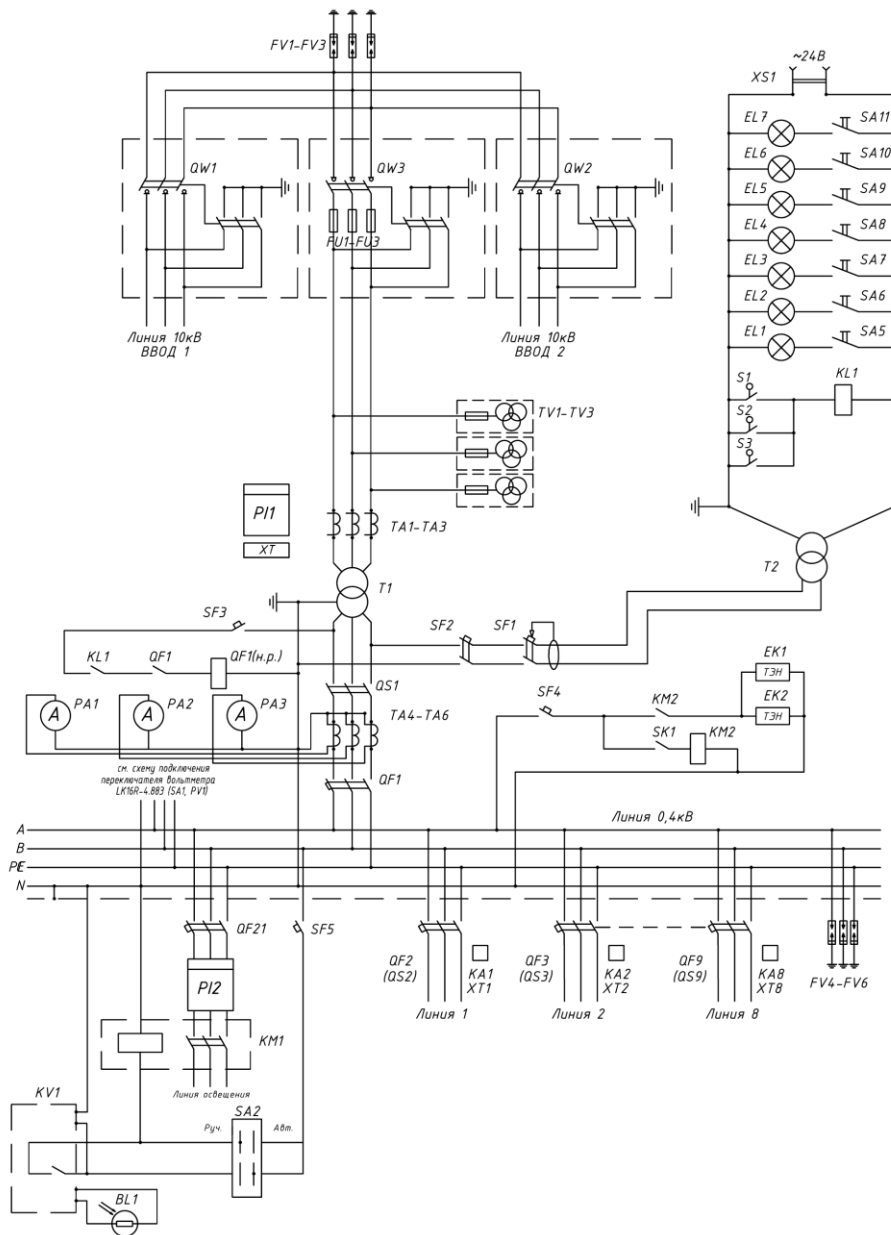 FV1-FV3
~24В
XS1
EL7
SA11
EL6
SA10
EL5
SA9
EL4
SA8
EL3
SA7
EL2
SA6
EL1
SA5
QW1
QW3
QW2
FU1-FU3
Линия 10кВ
ВВОД 1
Линия 10кВ
ВВОД 2
S1
KL1
S2
S3
TV1-TV3
PI1
XT
TA1-TA3
T1
T2
SF3
SF2
SF1
KL1
QF1
QF1(н.р.)
EK1
ТЭН
EK2
ТЭН
QS1
SF4
KM2
PA1
A
PA2
A
PA3
A
TA4-TA6
SK1
KM2
см. схему подключения
переключателя вольтметра
LK16R-4.883 (SA1, PV1)
QF1
Линия 0,4кВ
A
B
N
QF21
SF5
QF2
(QS2)
KA1
XT1
QF3
(QS3)
KA2
XT2
QF9
(QS9)
KA8
XT8
FV4-FV6
PI2
Линия 1
Линия 2
Линия 8
KM1
Линия освещения
KV1
SA2
Руч.
Авт.
BL1